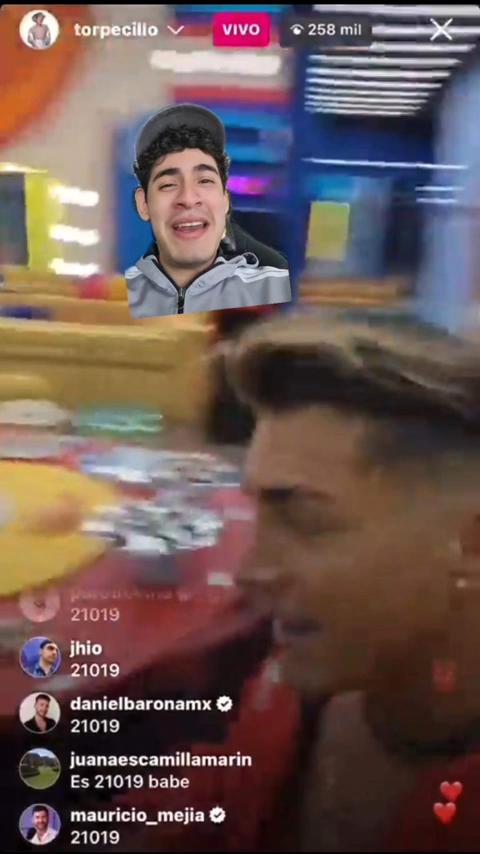 torpecillo
VIVO
258 mil
21019
jhio
21019
danielbaronamx
21019
juanaescamillamarin
Es 21019 babe
mauricio_mejia
21019